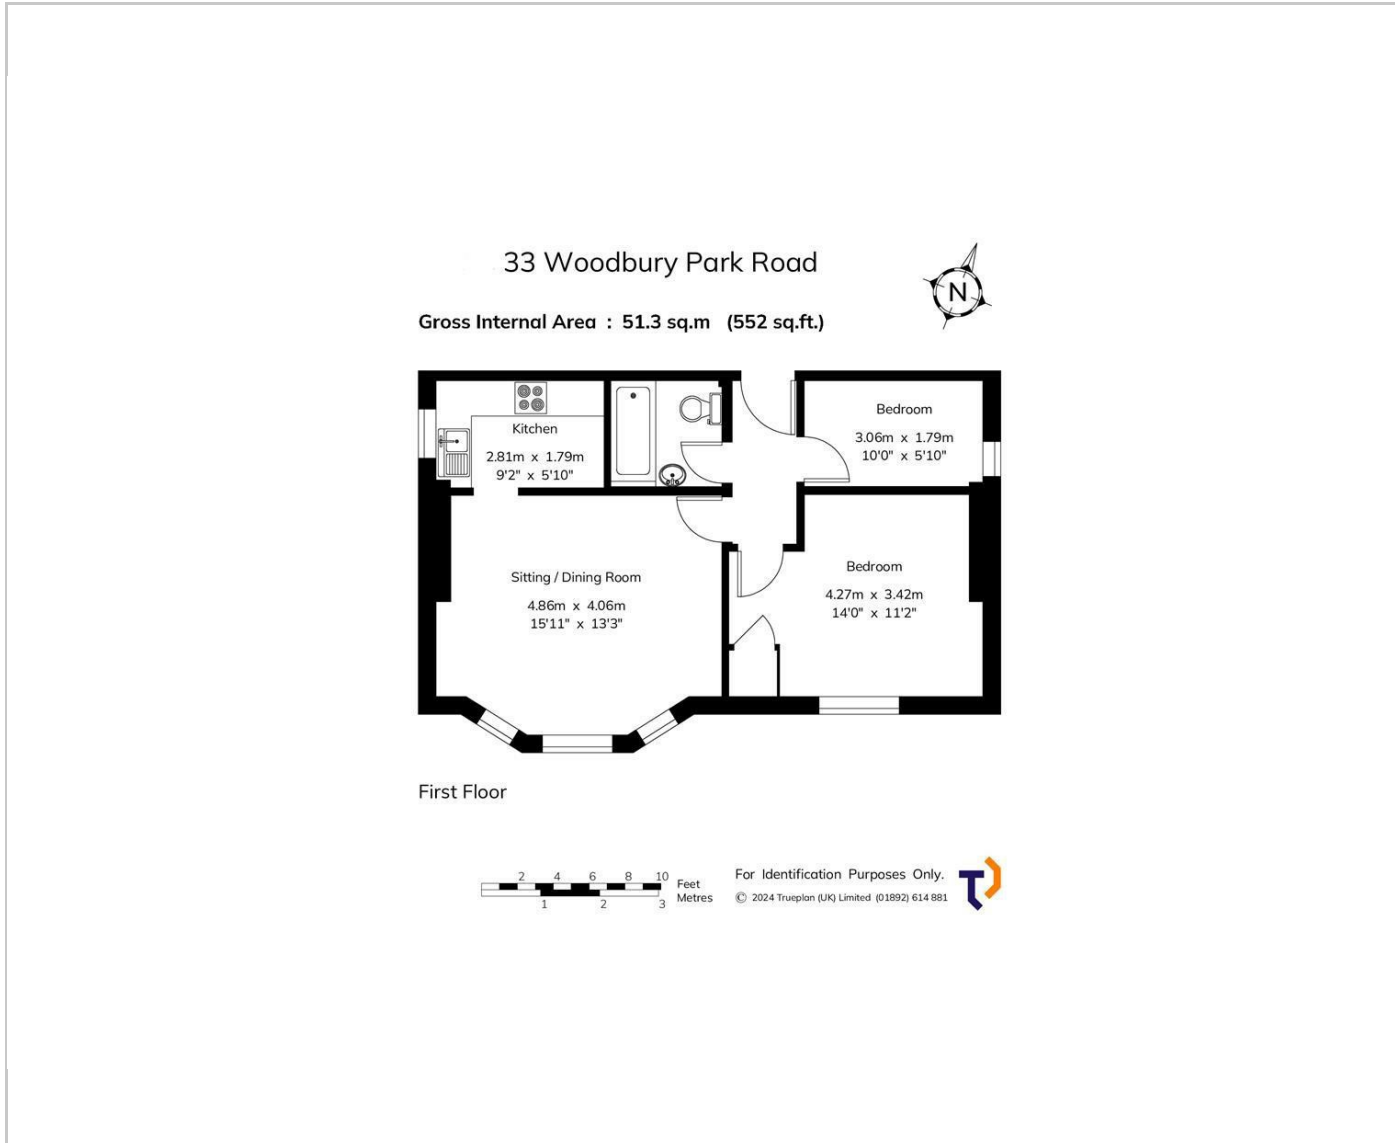 33 Woodbury Park Road
N
Gross Internal Area : 51.3 sq.m (552 sq.ft.)
Kitchen
2.81m x 1.79m
9'2" x 5'10"
Bedroom
3.06m x 1.79m
10'0" x 5'10"
Sitting / Dining Room
4.86m x 4.06m
15'11" x 13'3"
Bedroom
4.27m x 3.42m
14'0" x 11'2"
First Floor
2 4 6 8 10
Feet
Metres
1 2 3
For Identification Purposes Only.
© 2024 Trueplan (UK) Limited (01892) 614 881